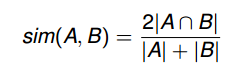 sim(A, B) = 2|A ∩ B| / |A| + |B|